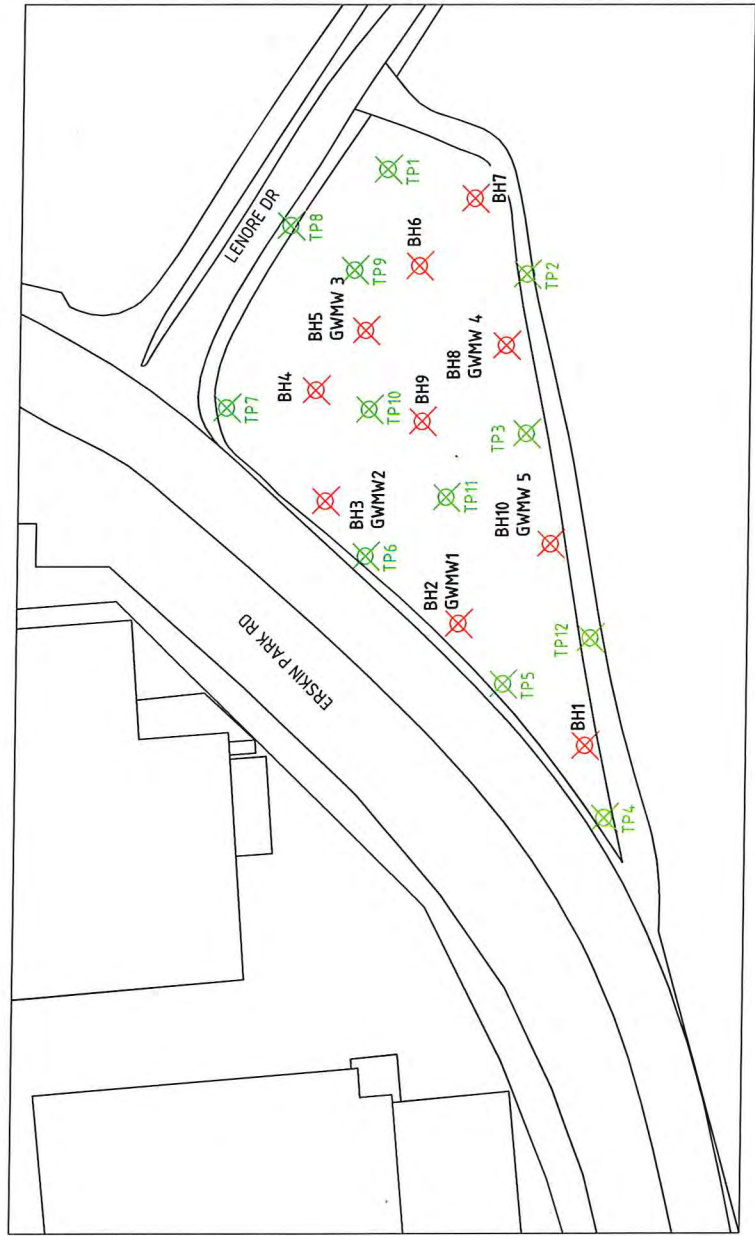 LENORE DR
ERSKIN PARK RD
TP4
BH1
TP12
TP5
BH2
GWMW1
BH10
GWMW 5
TP6
BH3
GWMW2
TP11
TP3
TP7
BH4
TP10
BH9
BH8
GWMW 4
BH5
GWMW 3
TP9
BH6
TP2
TP8
TP1
BH7